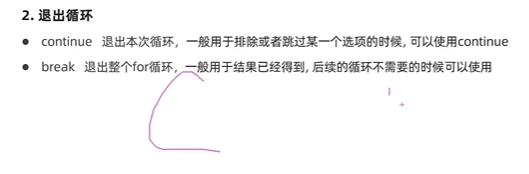 2. 退出循环
● continue 退出本次循环，一般用于排除或者跳过某一个选项的时候, 可以使用continue
● break 退出整个for循环，一般用于结果已经得到, 后续的循环不需要的时候可以使用